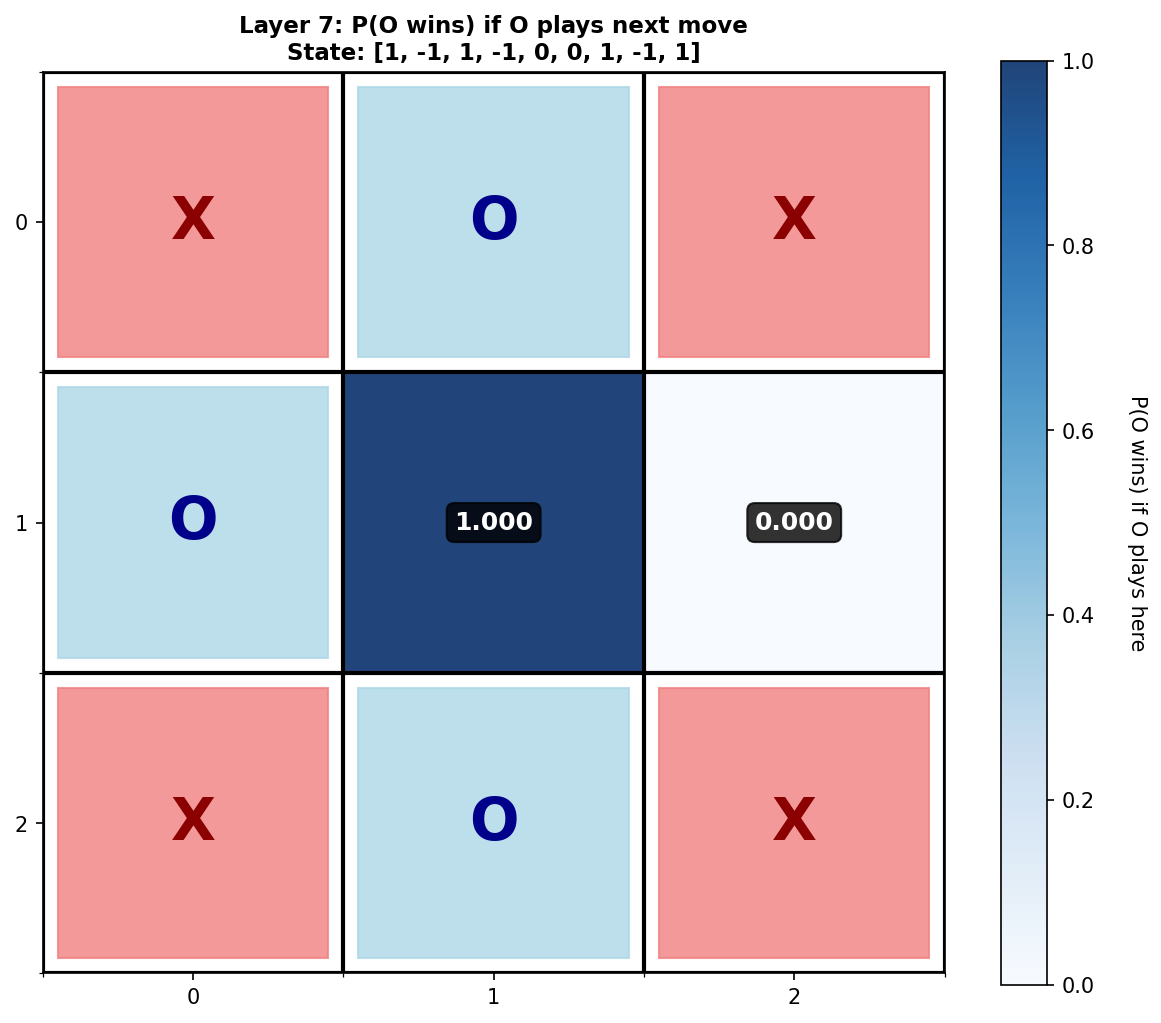 Layer 7: P(O wins) if O plays next move
State: [1, -1, 1, -1, 0, 0, 1, -1, 1]
X
O
X
O
1.000
0.000
X
O
X
0
1
2
0
1
2
1.0
0.8
0.6
0.4
0.2
0.0
P(O wins) if O plays here